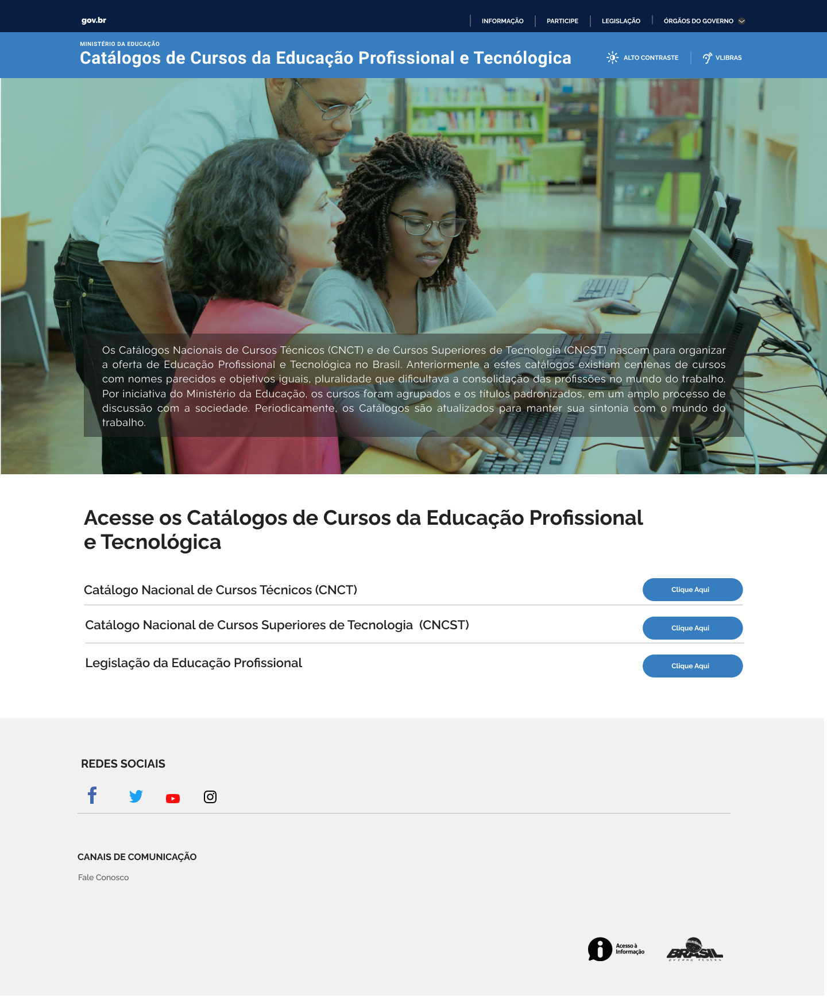 gov.br
INFORMAÇÃO
PARTICIPE
LEGISLAÇÃO
ÓRGÃOS DO GOVERNO
MINISTÉRIO DA EDUCAÇÃO
Catálogos de Cursos da Educação Profissional e Tecnólogica
ALTO CONTRASTE
VLIBRAS
Os Catálogos Nacionais de Cursos Técnicos (CNCT) e de Cursos Superiores de Tecnologia (CNCST) nascem para organizar
a oferta de Educação Profissional e Tecnológica no Brasil. Anteriormente a estes catálogos existiam centenas de cursos
com nomes parecidos e objetivos iguais, pluralidade que dificultava a consolidação das profissões no mundo do trabalho.
Por iniciativa do Ministério da Educação, os cursos foram agrupados e os títulos padronizados, em um amplo processo de
discussão com a sociedade. Periodicamente, os Catálogos são atualizados para manter sua sintonia com o mundo do
trabalho.
Acesse os Catálogos de Cursos da Educação Profissional
e Tecnológica
Catálogo Nacional de Cursos Técnicos (CNCT)
Clique Aqui
Catálogo Nacional de Cursos Superiores de Tecnologia (CNCST)
Clique Aqui
Legislação da Educação Profissional
Clique Aqui
REDES SOCIAIS
CANAIS DE COMUNICAÇÃO
Fale Conosco
Acesso à
Informação
BRASIL
OVERNO FEDERAL